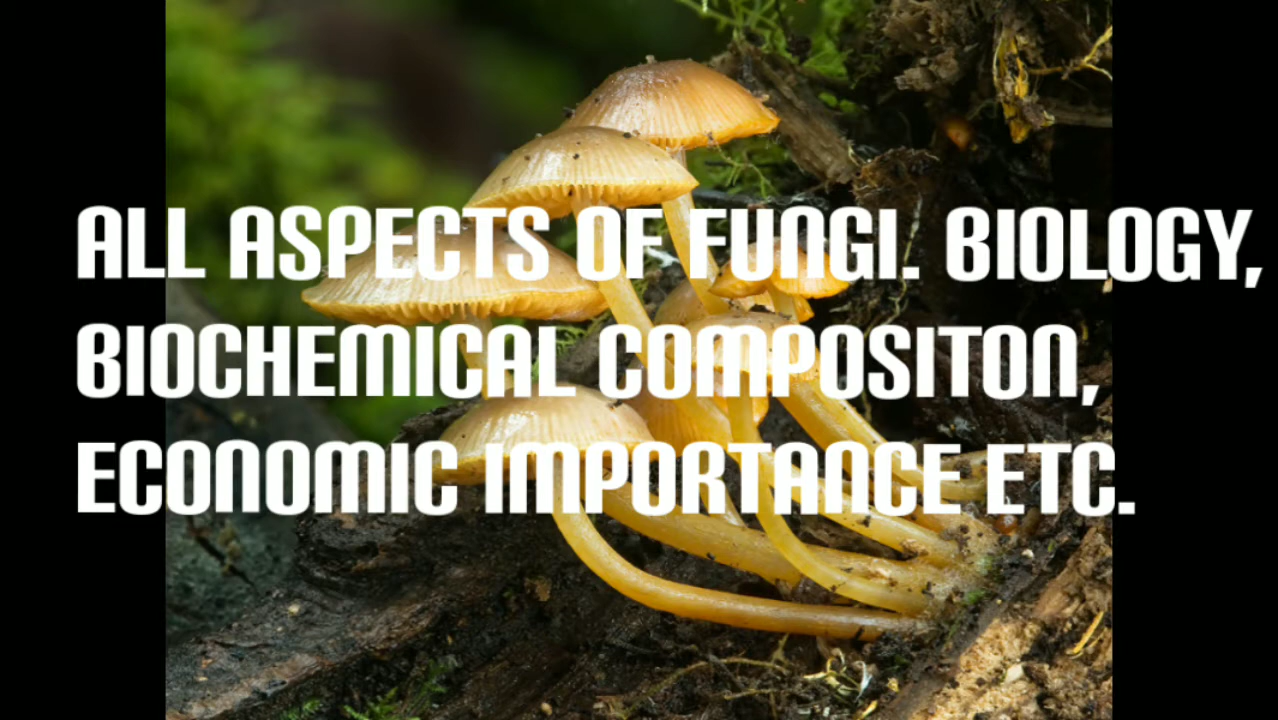 ALL ASPECTS OF FUNGI. BIOLOGY,
BIOCHEMICAL COMPOSITON,
ECONOMIC IMPORTANCE ETC.